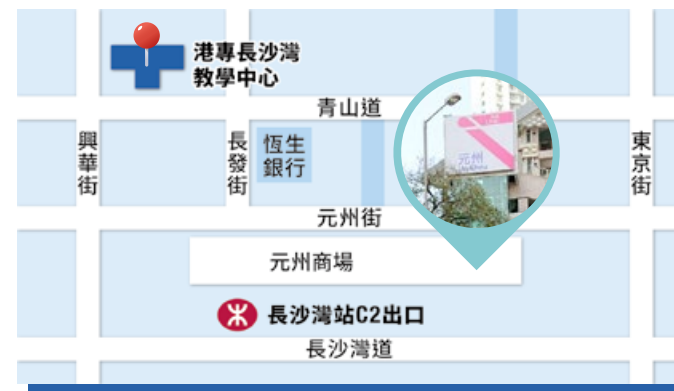 港專長沙灣
教學中心
青山道
興華街
長發街
恆生
銀行
元州
東京街
元州街
元州商場
長沙灣站C2出口
長沙灣道